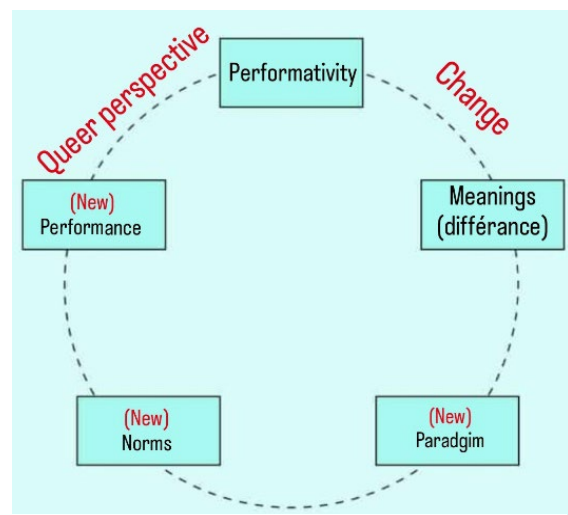 Queer perspective
Performativity
Change
(New)
Performance
Meanings
(différance)
(New)
Norms
(New)
Paradgim